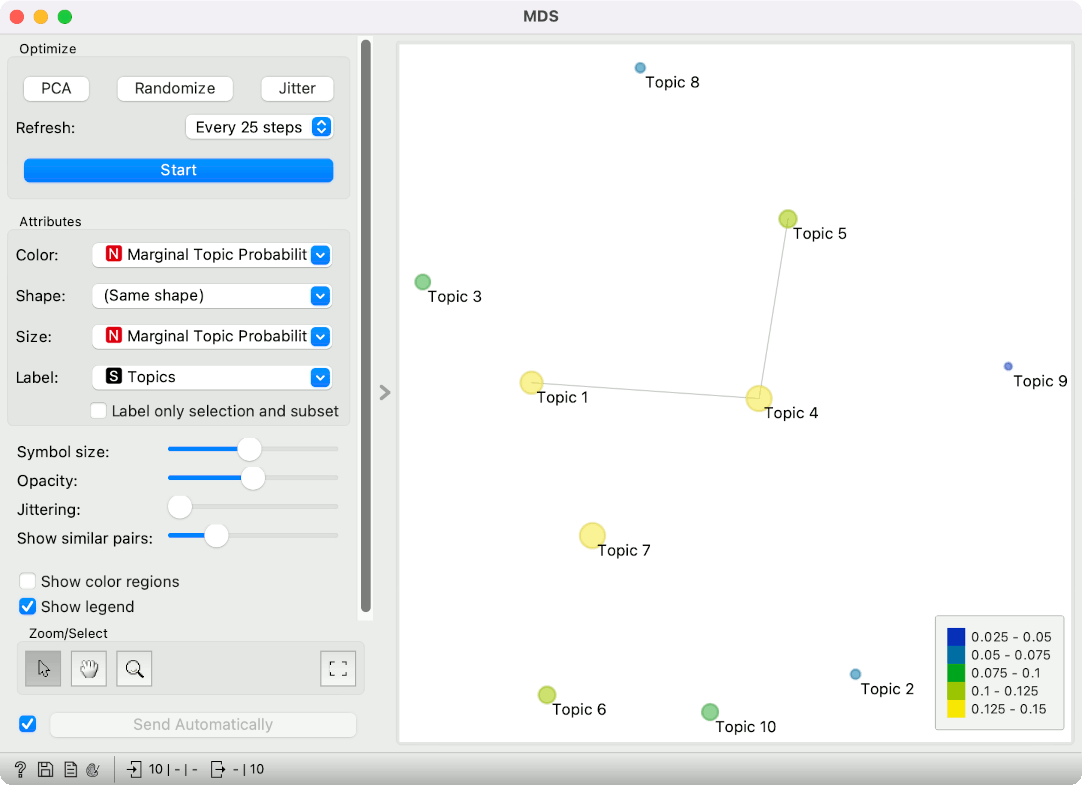 MDS
Optimize
PCA
Randomize
Jitter
Refresh:
Every 25 steps
Start
Attributes
Color:
N Marginal Topic Probabilit
Shape:
(Same shape)
Size:
N Marginal Topic Probabilit
Label:
S Topics
Label only selection and subset
Symbol size:
Opacity:
Jittering:
Show similar pairs:
Show color regions
Show legend
Zoom/Select
Send Automatically
? 10 | - | - - | 10
Topic 8
Topic 5
Topic 3
Topic 9
Topic 1
Topic 4
Topic 7
Topic 2
Topic 6
Topic 10
0.025 - 0.05
0.05 - 0.075
0.075 - 0.1
0.1 - 0.125
0.125 - 0.15